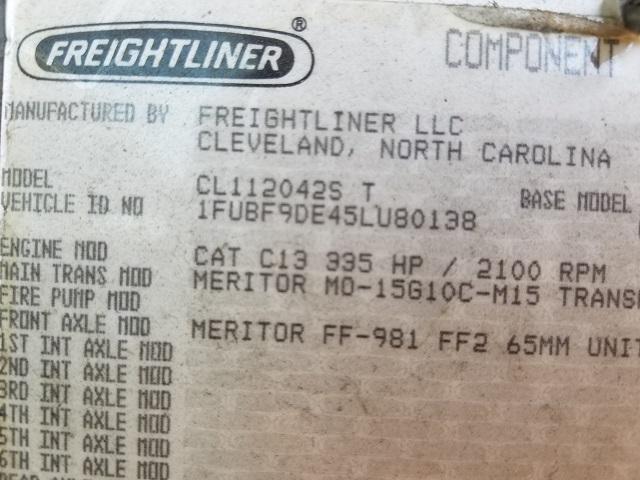 FREIGHTLINER®
COMPONENT
MANUFACTURED BY FREIGHTLINER LLC
CLEVELAND, NORTH CAROLINA
MODEL CL112042S T BASE MODEL
VEHICLE ID NO 1FUBF9DE45LU80138
ENGINE MOD CAT C13 335 HP / 2100 RPM
MAIN TRANS MOD MERITOR MO-15G10C-M15 TRANS
FIRE PUMP MOD
FRONT AXLE MOD MERITOR FF-981 FF2 65MM UNIT
1ST INT AXLE MOD
2ND INT AXLE MOD
3RD INT AXLE MOD
4TH INT AXLE MOD
5TH INT AXLE MOD
6TH INT AXLE MOD